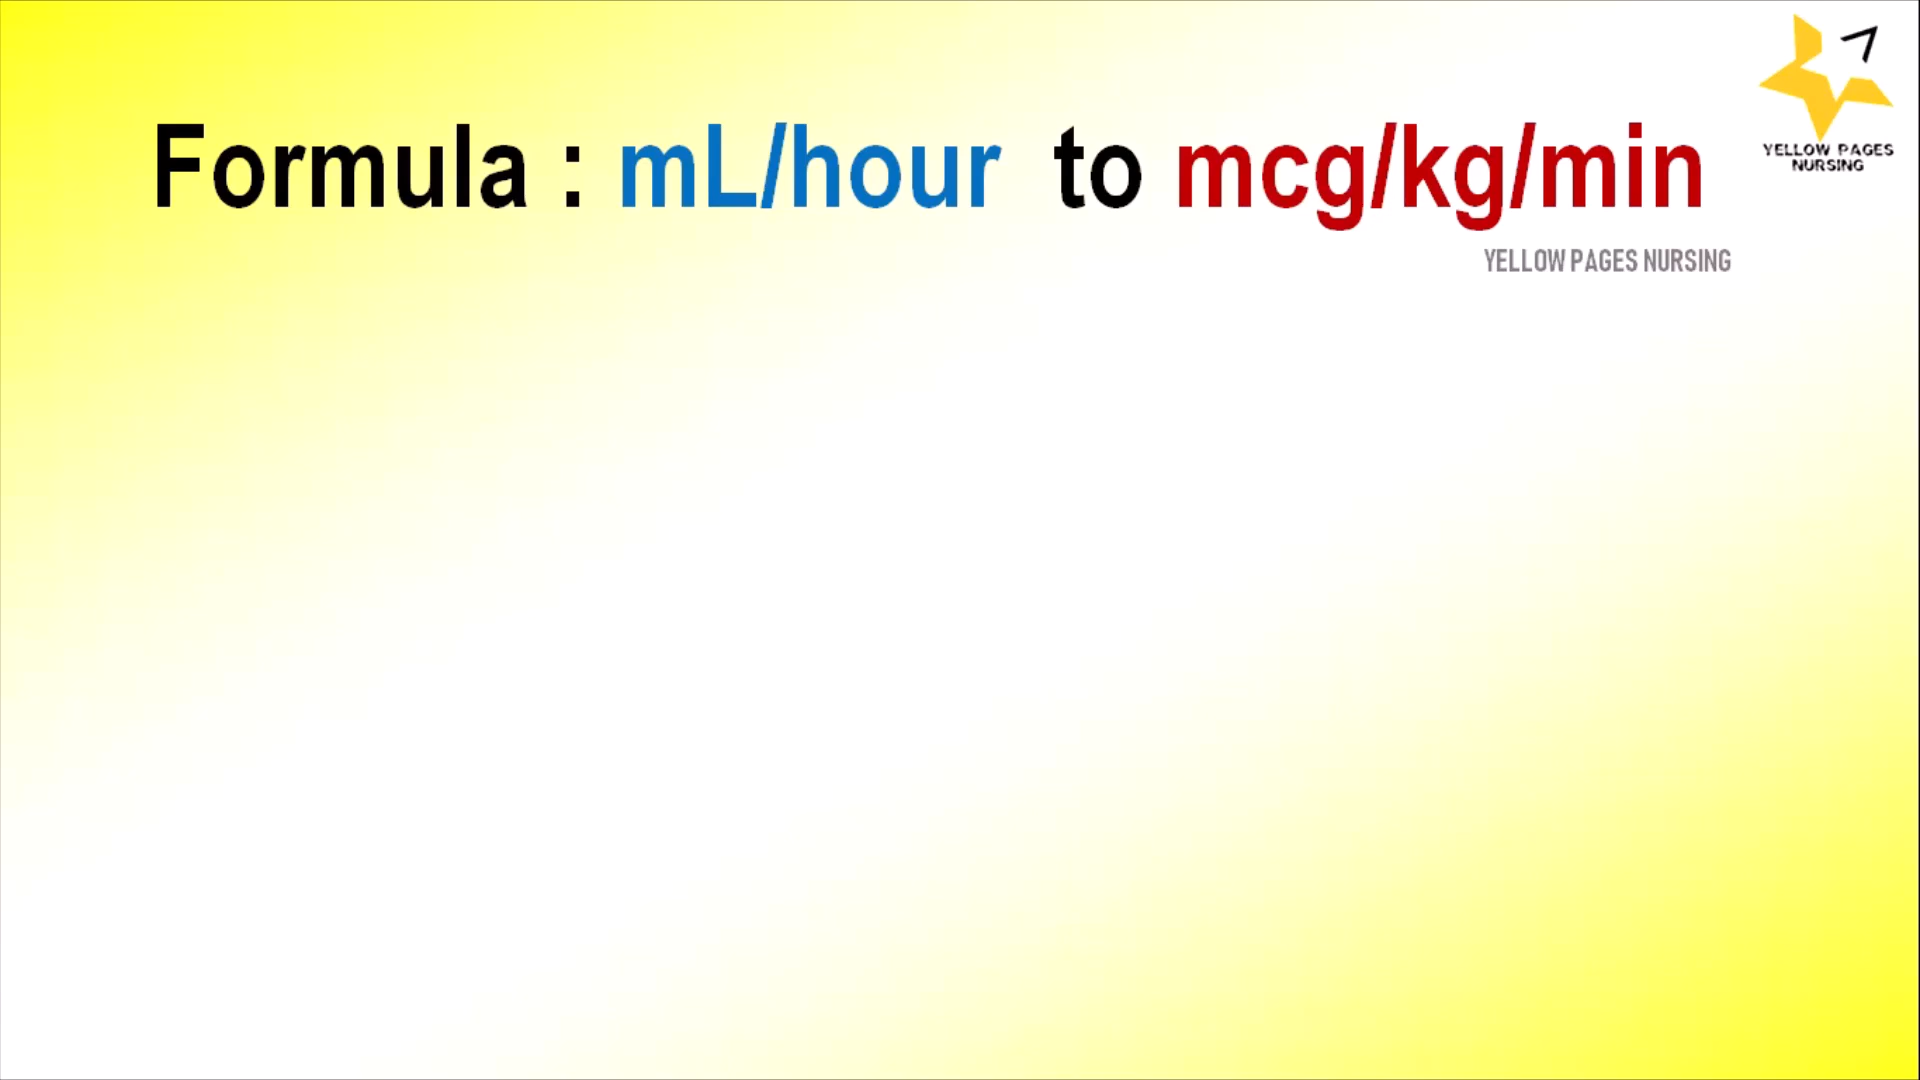 Formula : mL/hour to mcg/kg/min
YELLOW PAGES
NURSING
YELLOW PAGES NURSING